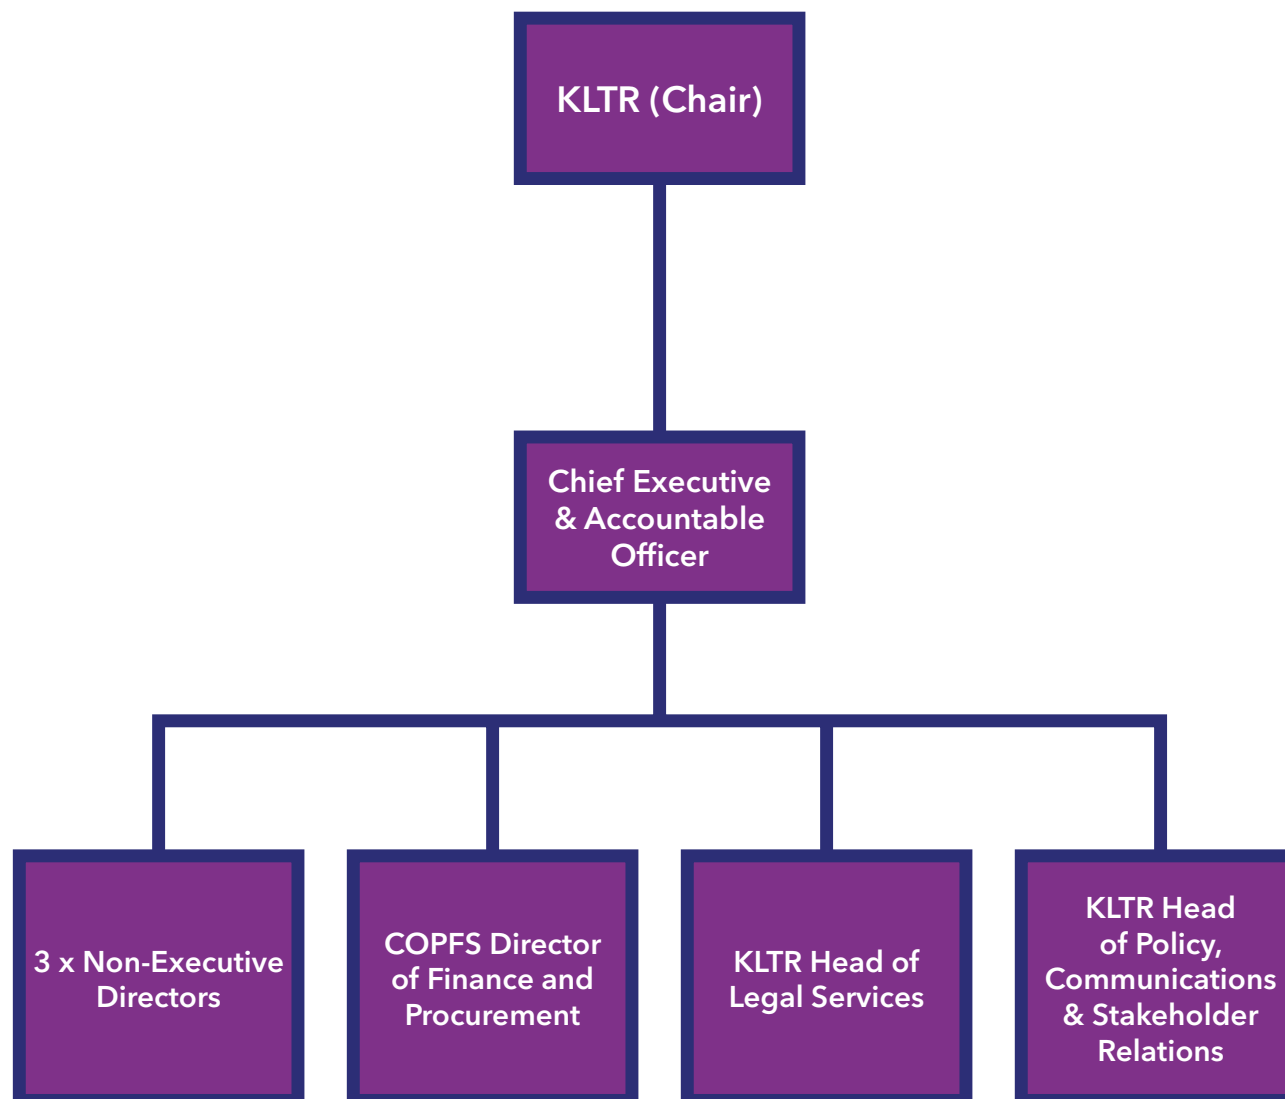 KLTR (Chair)
Chief Executive
& Accountable
Officer
3 x Non-Executive
Directors
COPFS Director
of Finance and
Procurement
KLTR Head of
Legal Services
KLTR Head
of Policy,
Communications
& Stakeholder
Relations